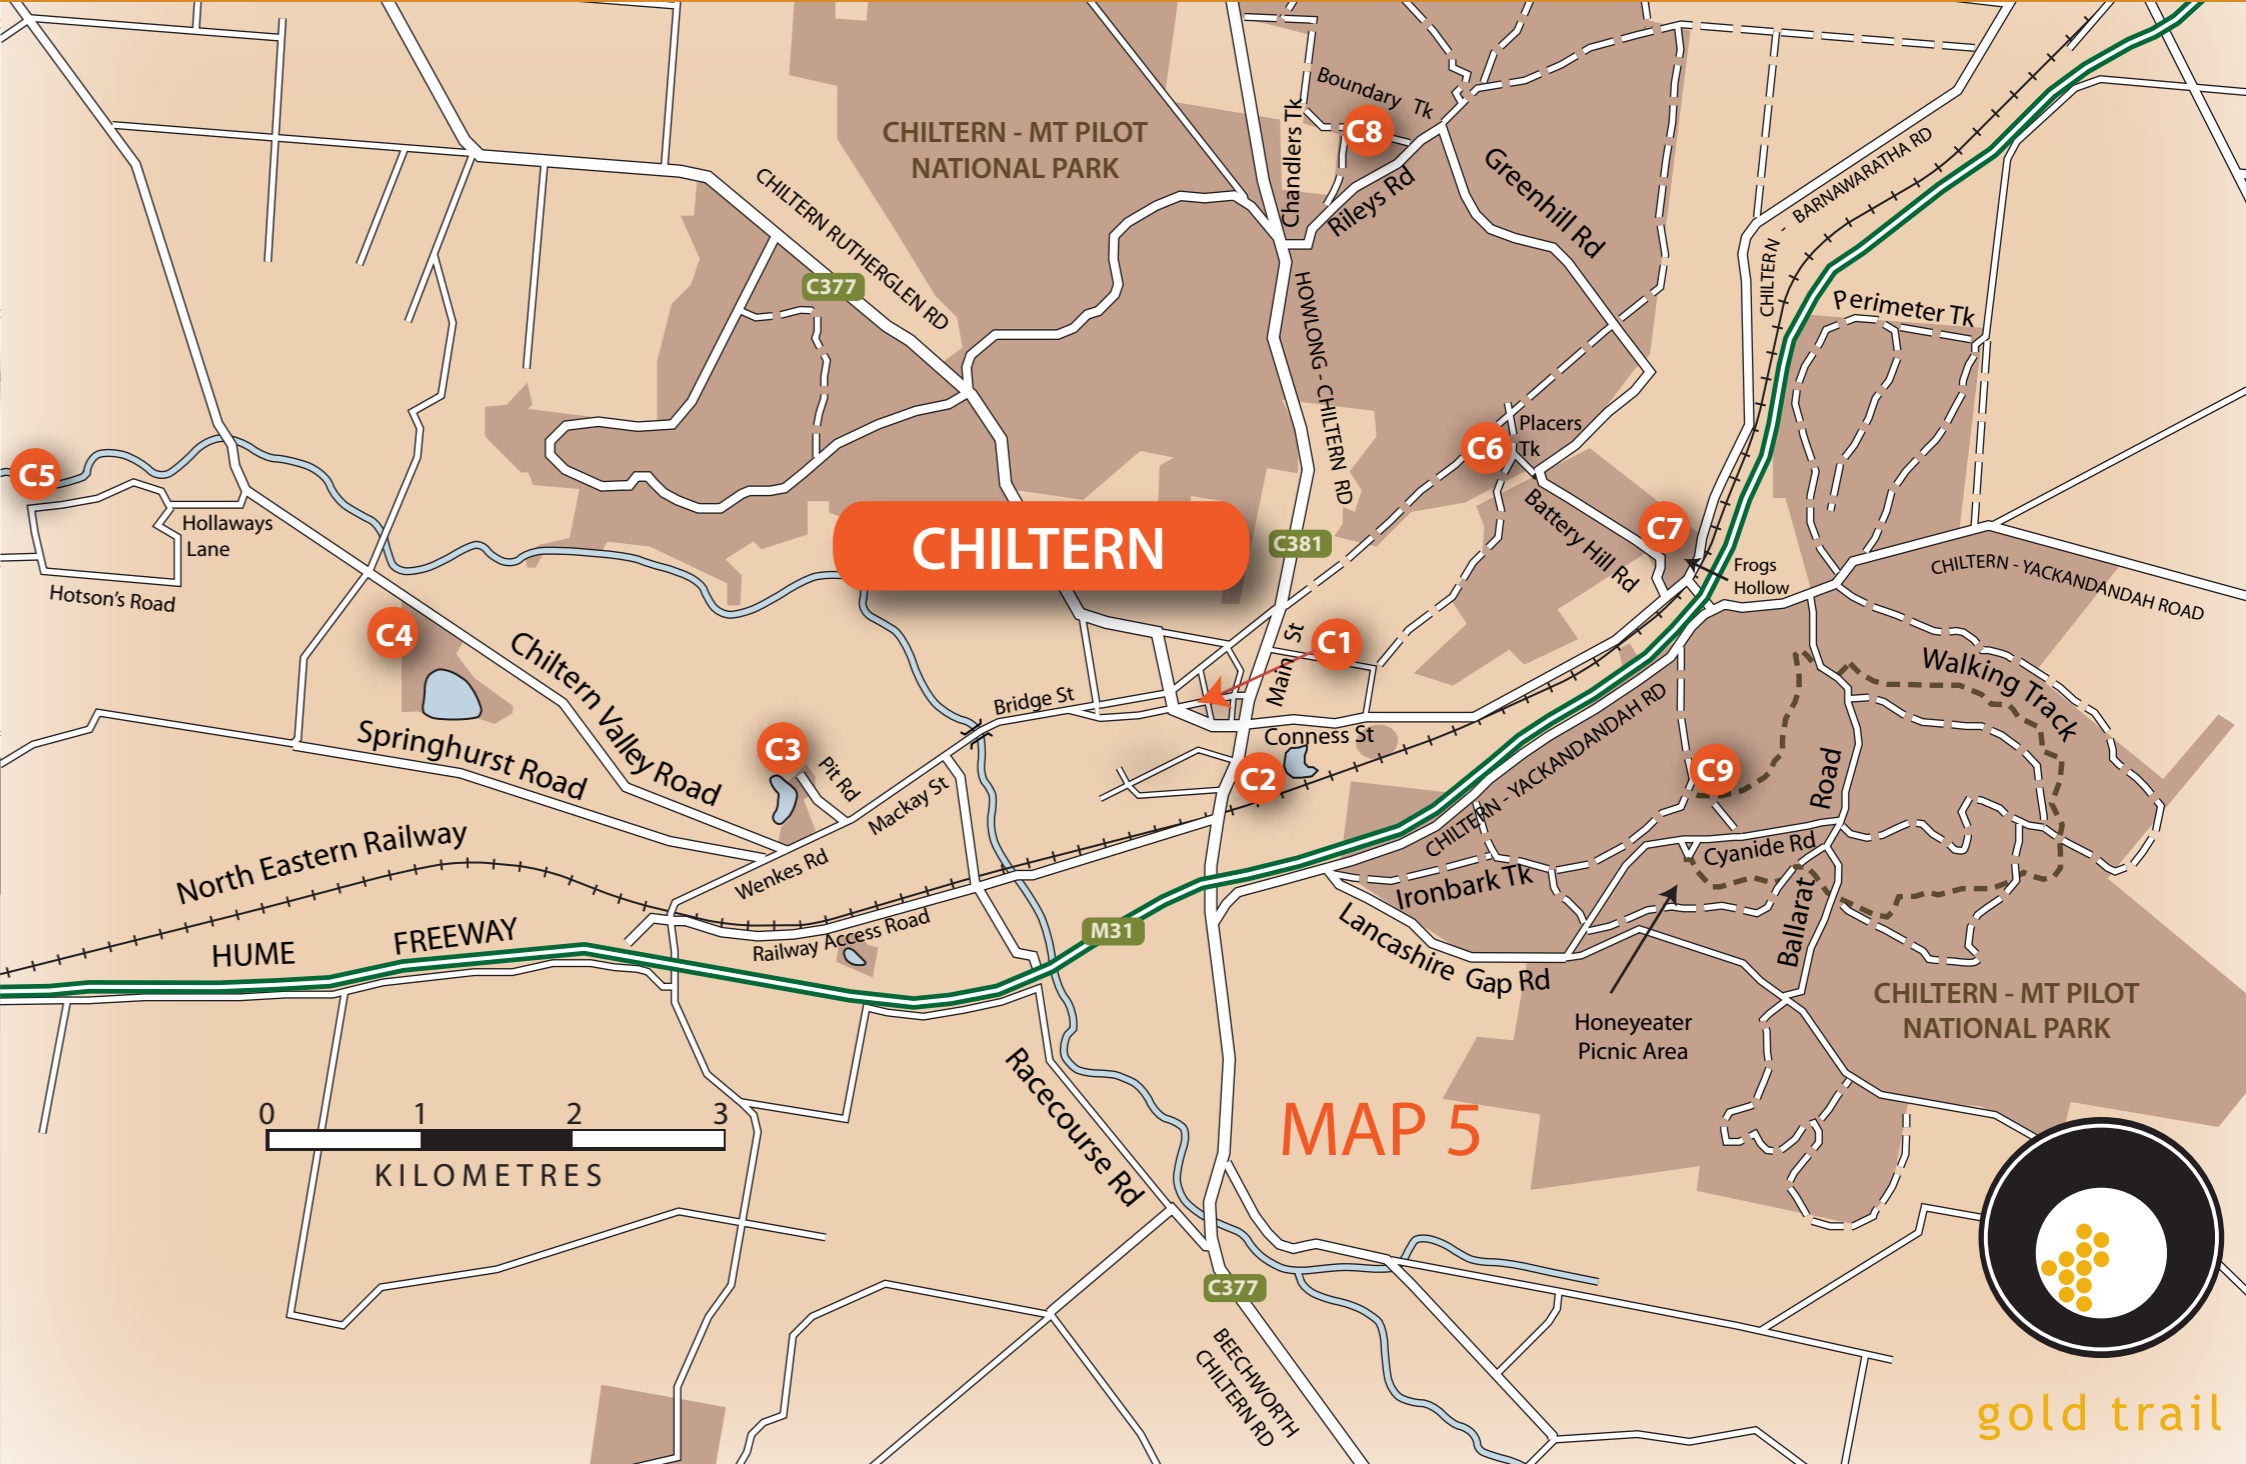 CHILTERN - MT PILOT
NATIONAL PARK
Boundary Tk
C8
Chandlers Tk
Rileys Rd
Greenhill Rd
CHILTERN - BARNAWARATHA RD
CHILTERN RUTHERGLEN RD
C377
HOWLONG - CHILTERN RD
Perimeter Tk
C5
Hollaways
Lane
Hotson's Road
C6
Placers
Tk
Battery Hill Rd
C7
Frogs
Hollow
CHILTERN - YACKANDANDAH ROAD
CHILTERN
C381
C4
C1
Main St
Chiltern Valley Road
Springhurst Road
Bridge St
Conness St
C2
C3
Pit Rd
Mackay St
Wenkes Rd
Walking Track
CHILTERN - YACKANDANDAH RD
C9
Road
Cyanide Rd
Ballarat
Ironbark Tk
Lancashire Gap Rd
North Eastern Railway
HUME FREEWAY
Railway Access Road
M31
Honeyeater
Picnic Area
CHILTERN - MT PILOT
NATIONAL PARK
Racecourse Rd
0 1 2 3
KILOMETRES
MAP 5
C377
BEECHWORTH
CHILTERN RD
gold trail